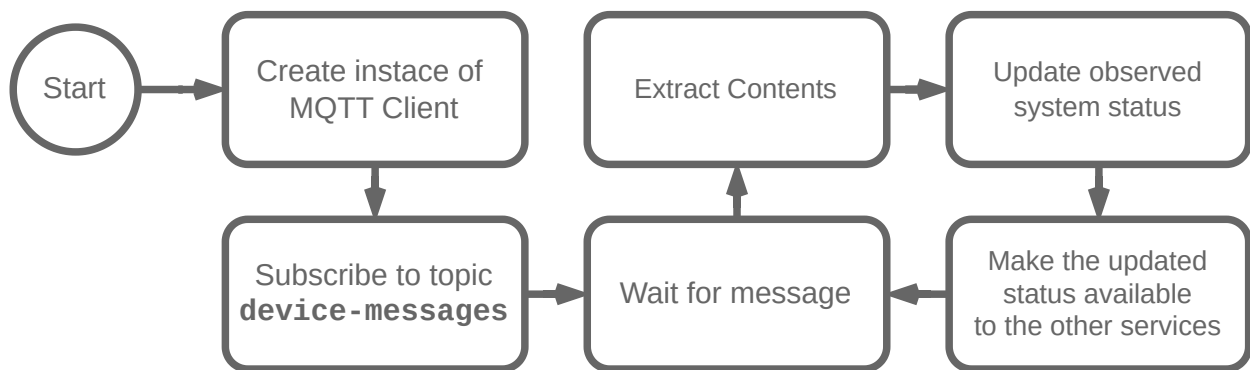 Start
Create instace of
MQTT Client
Subscribe to topic
device-messages
Wait for message
Extract Contents
Update observed
system status
Make the updated
status available
to the other services